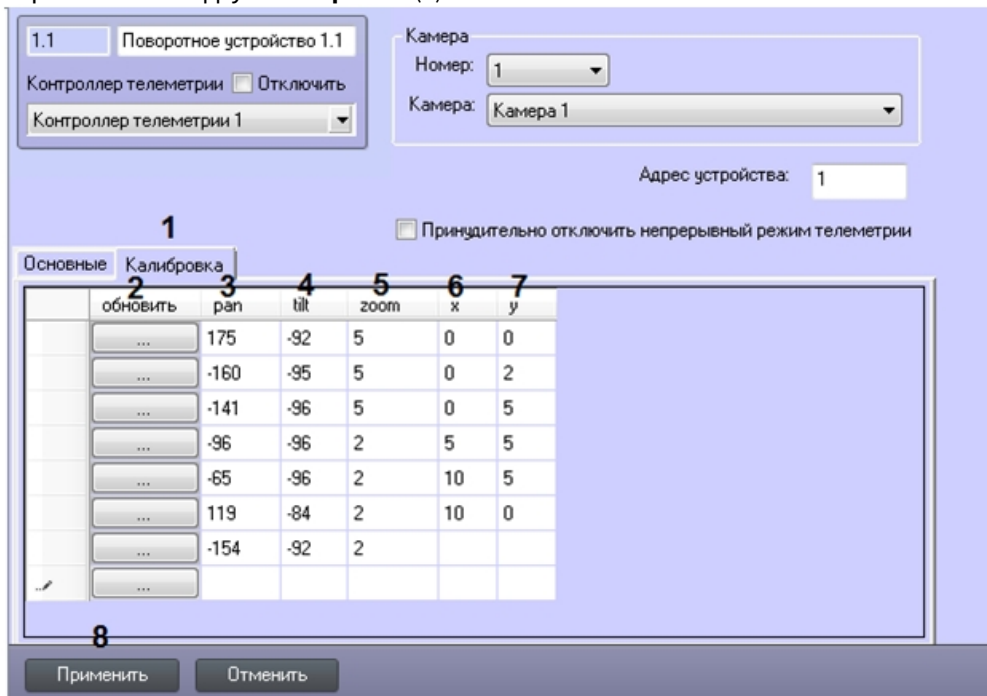 1.1 Поворотное устройство 1.1
Контроллер телеметрии Отключить
Контроллер телеметрии 1
Камера
Номер: 1
Камера: Камера 1
Адрес устройства: 1
Принудительно отключить непрерывный режим телеметрии
1
Основные Калибровка
2 3 4 5 6 7
обновить pan tilt zoom x y
... 175 -92 5 0 0
... -160 -95 5 0 2
... -141 -96 5 0 5
... -96 -96 2 5 5
... -65 -96 2 10 5
... 119 -84 2 10 0
... -154 -92 2
...
8
Применить Отменить